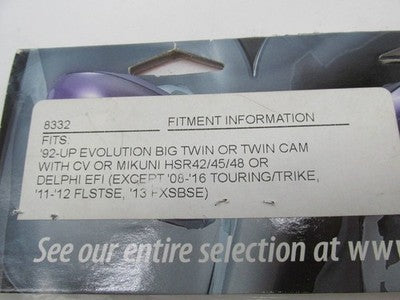 8332 FITMENT INFORMATION
FITS
'92-UP EVOLUTION BIG TWIN OR TWIN CAM
WITH CV OR MIKUNI HSR42/45/48 OR
DELPHI EFI (EXCEPT '08-'16 TOURING/TRIKE,
'11-'12 FLSTSE, '13 FXSBSE)
See our entire selection at www